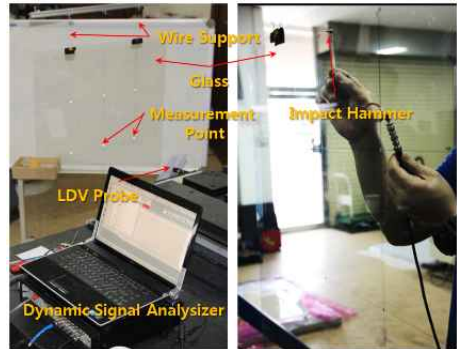 Wire Support
Glass
Measurement
Point
LDV Probe
Dynamic Signal Analysizer
Impact Hammer